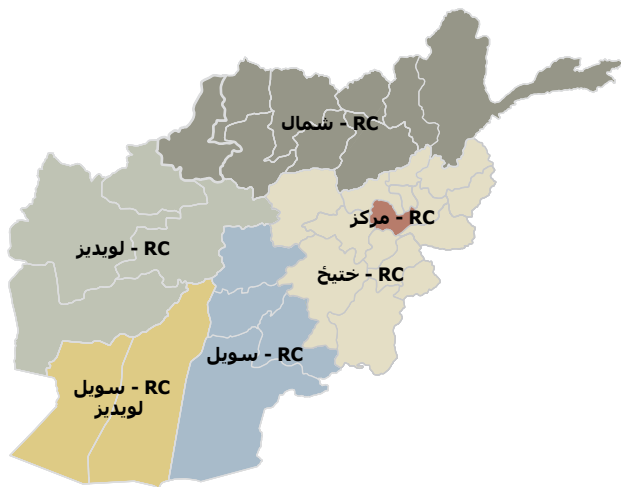 RC - شمال
RC - مرکز
RC - لویدیز
RC - ختیځ
RC - سویل
RC - سویل
لویدیز